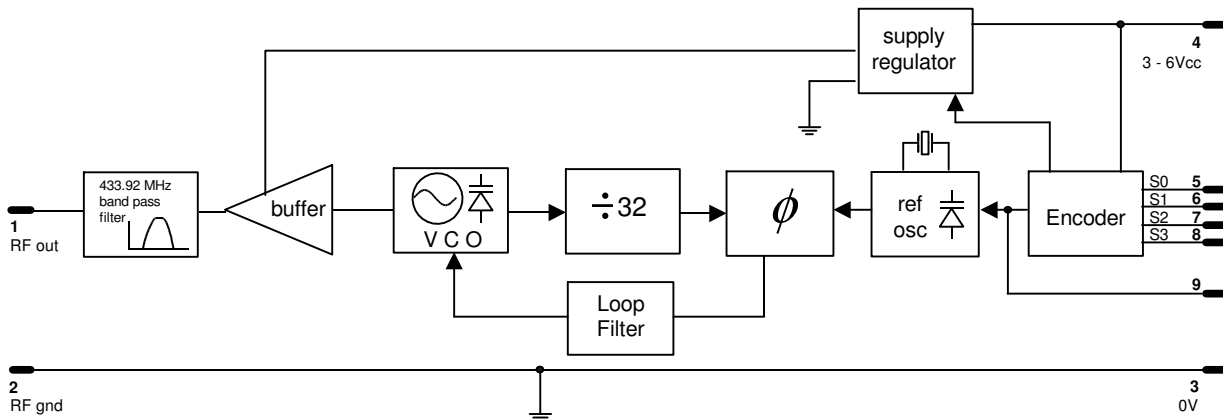 supply
regulator
4
3 - 6Vcc
433.92 MHz
band pass
filter
buffer
V C O
÷32
ϕ
ref
osc
Encoder
S0 5
S1 6
S2 7
S3 8
1
RF out
9
Loop
Filter
2
RF gnd
3
0V